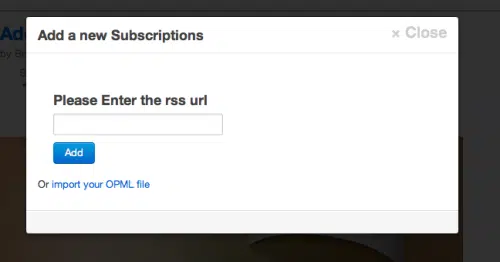 Add a new Subscriptions
× Close
Please Enter the rss url
Add
Or import your OPML file